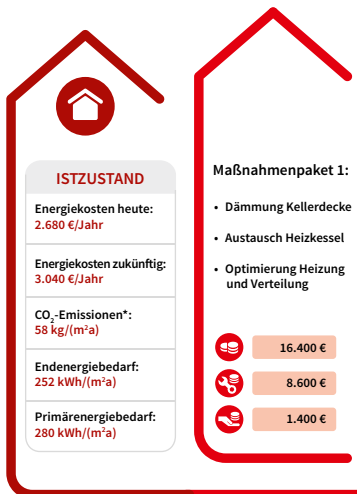 ISTZUSTAND
Energiekosten heute:
2.680 €/Jahr
Energiekosten zukünftig:
3.040 €/Jahr
CO₂-Emissionen*:
58 kg/(m²a)
Endenergiebedarf:
252 kWh/(m²a)
Primärenergiebedarf:
280 kWh/(m²a)
Maßnahmenpaket 1:
• Dämmung Kellerdecke
• Austausch Heizkessel
• Optimierung Heizung
und Verteilung
16.400 €
8.600 €
1.400 €